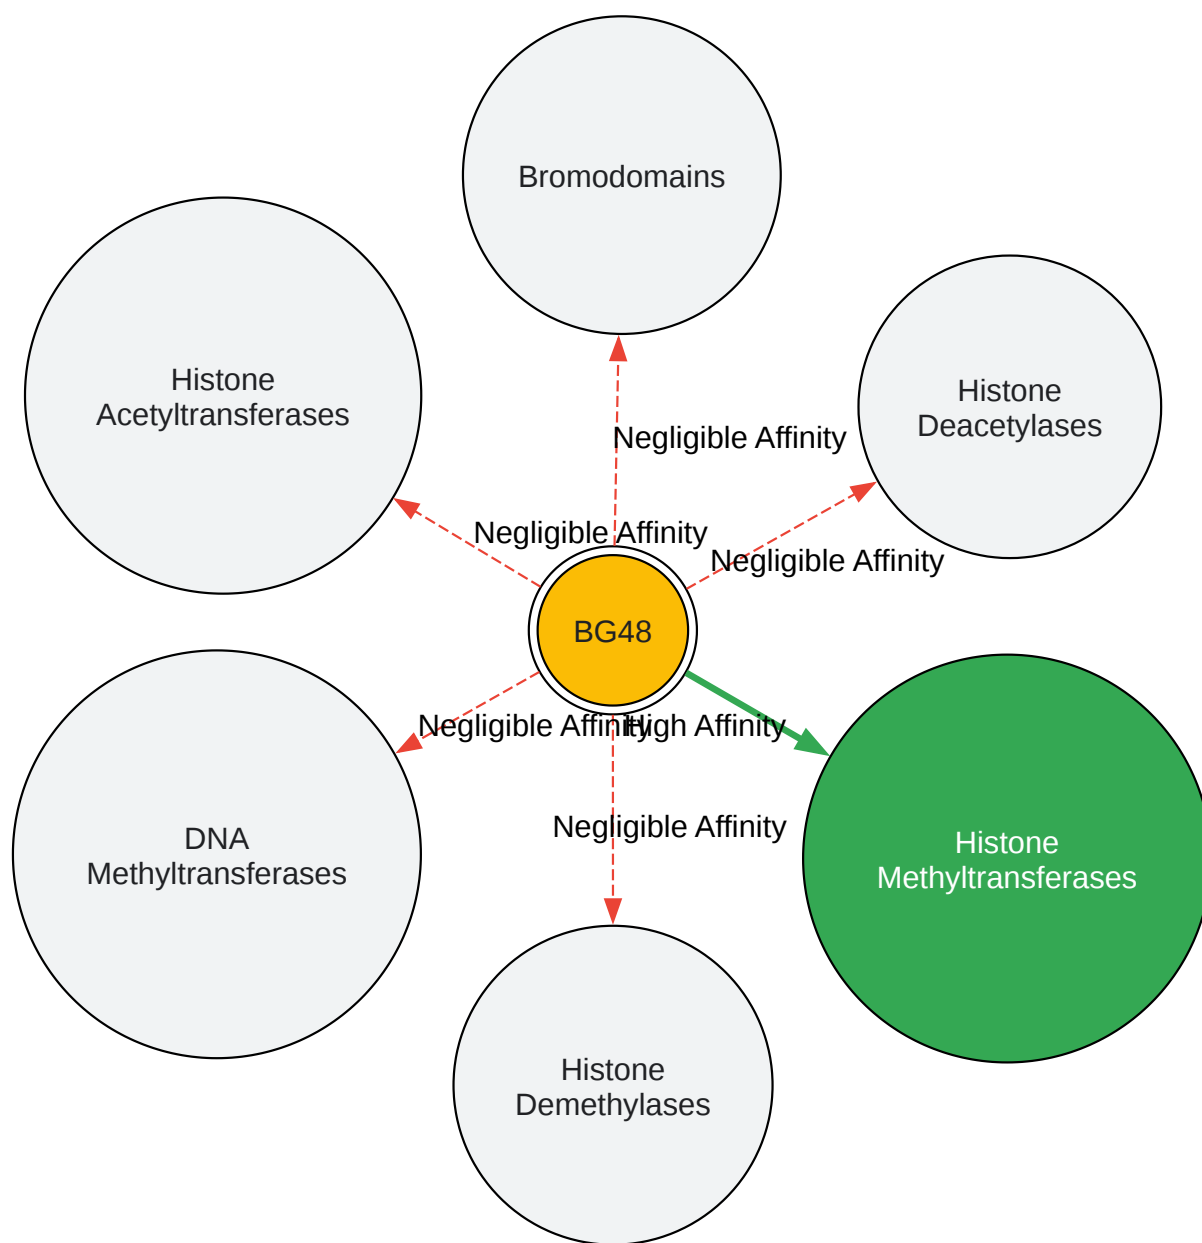 Bromodomains
Histone
Acetyltransferases
Histone
Deacetylases
Negligible Affinity
Negligible Affinity
Negligible Affinity
BG48
Negligible Affinity
High Affinity
Negligible Affinity
DNA
Methyltransferases
Histone
Methyltransferases
Histone
Demethylases